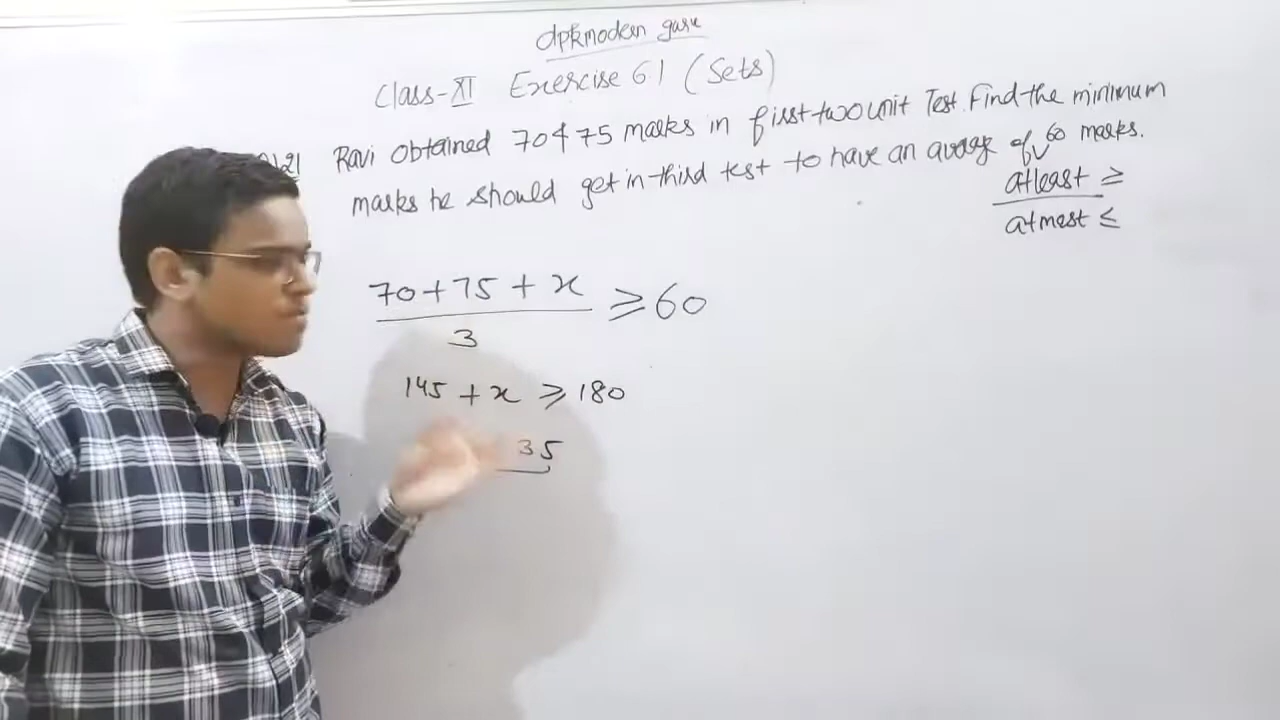 dpkmodern guru
Class-XI Exercise 6.1 (Sets)
Ravi obtained 70 & 75 marks in first two unit Test. Find the minimum
marks he should get in third test to have an average of 60 marks.
atleast ≥
atmost ≤
70+75+x
3
≥60
145+x ≥180
35